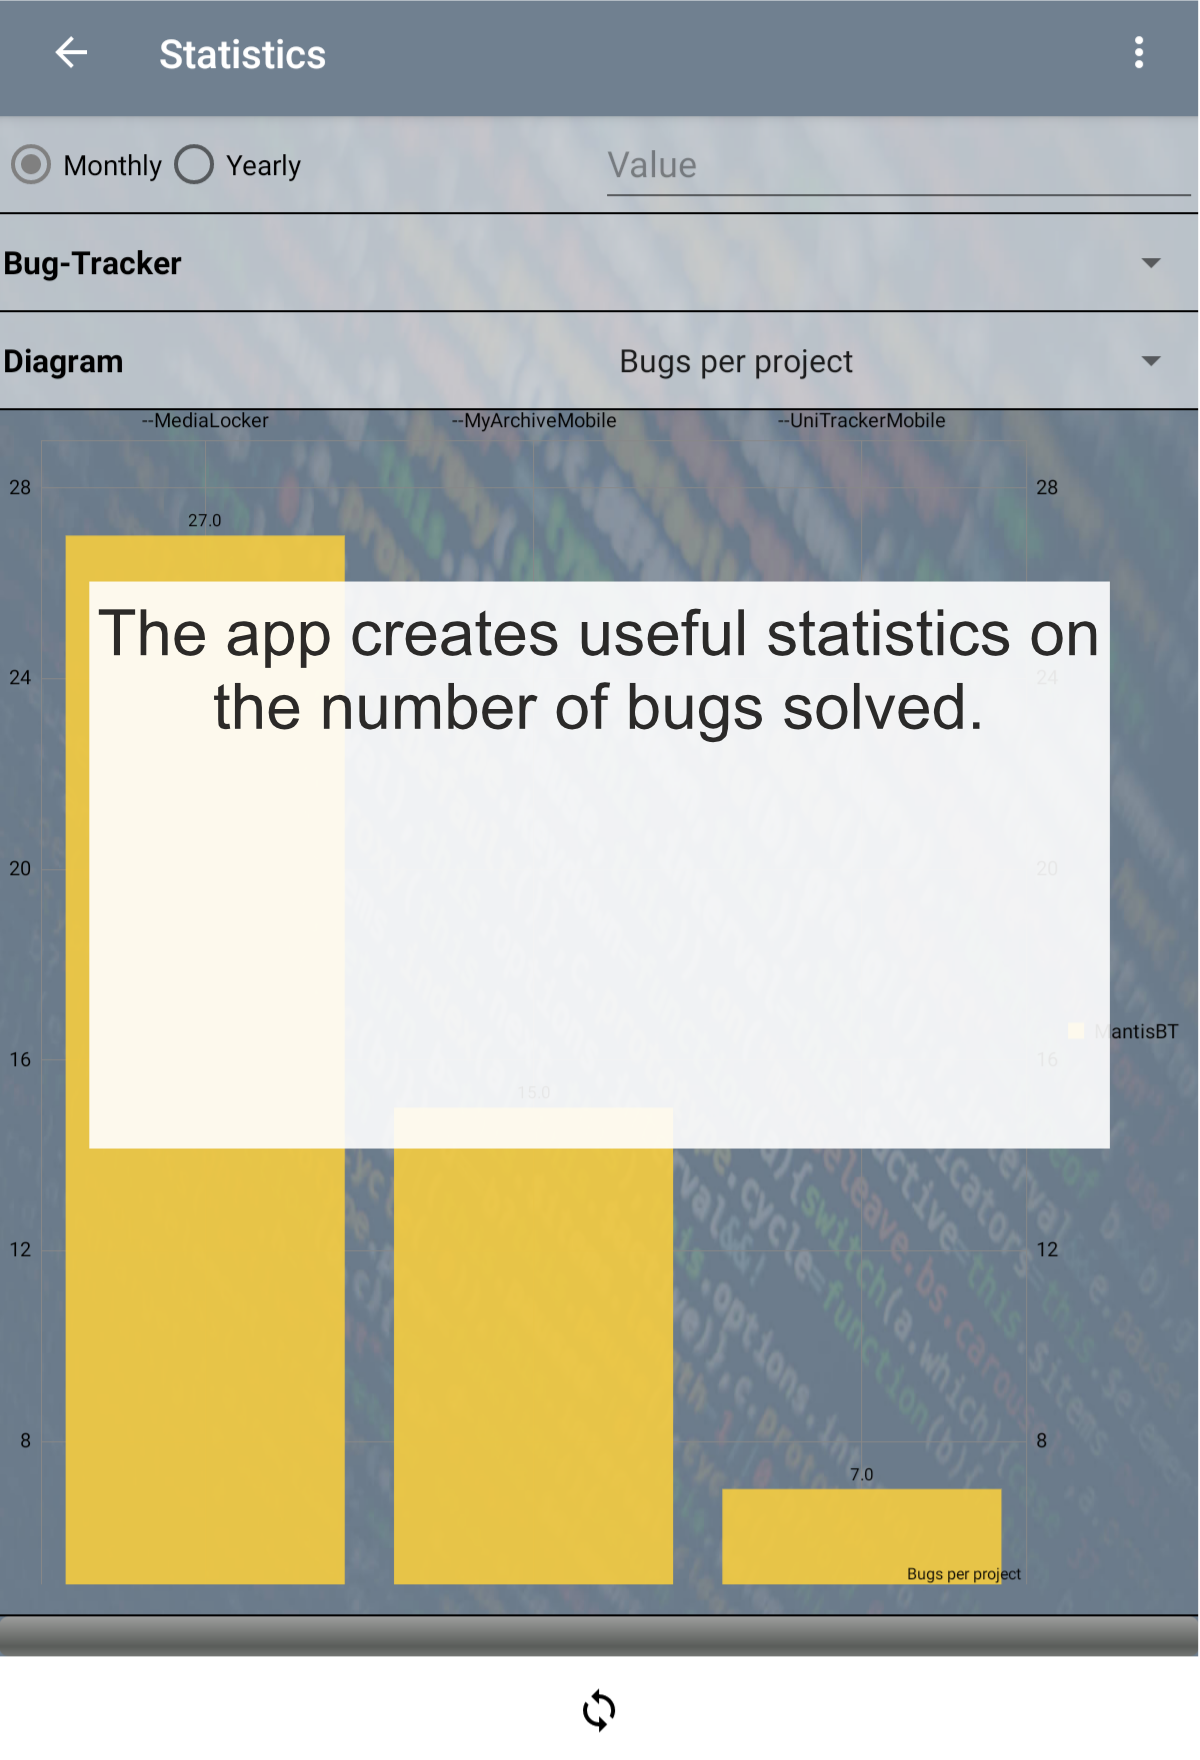 Statistics
Monthly Yearly Value
Bug-Tracker
Diagram Bugs per project
--MediaLocker --MyArchiveMobile --UniTrackerMobile
28 28
27.0
The app creates useful statistics on
24 24
the number of bugs solved.
20 20
MantisBT
16 16
15.0
12 12
8 8
7.0
Bugs per project